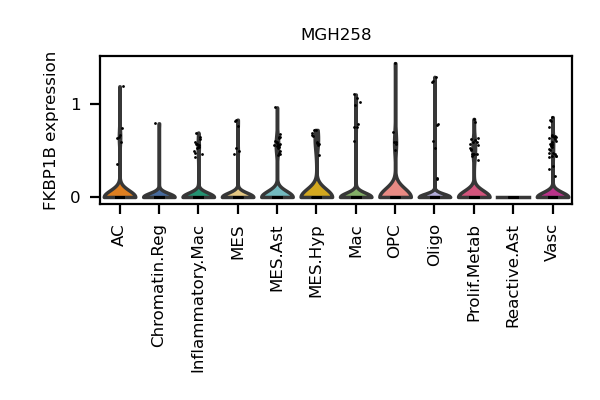 MGH258
FKBP1B expression
1
0
AC
Chromatin.Reg
Inflammatory.Mac
MES
MES.Ast
MES.Hyp
Mac
OPC
Oligo
Prolif.Metab
Reactive.Ast
Vasc